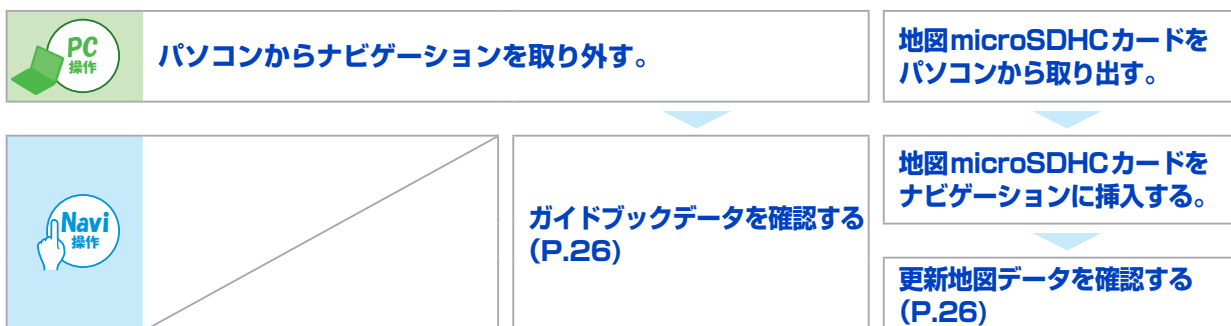 PC
操作
パソコンからナビゲーションを取り外す。
地図microSDHCカードを
パソコンから取り出す。
Navi
操作
ガイドブックデータを確認する
(P.26)
地図microSDHCカードを
ナビゲーションに挿入する。
更新地図データを確認する
(P.26)